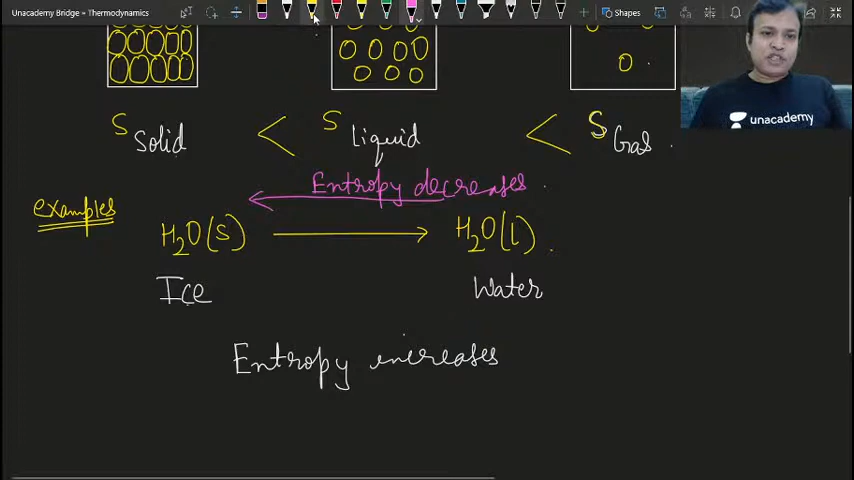 Unacademy Bridge - Thermodynamics
Shapes
unacademy
S Solid < S Liquid < S Gas
Entropy decreases
examples
H2O(s) → H2O(l)
Ice Water
Entropy increases